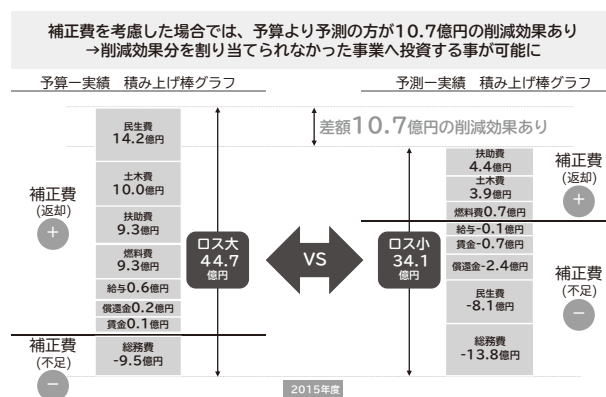 補正費を考慮した場合では、予算より予測の方が10.7億円の削減効果あり
→削減効果分を割り当てられなかった事業へ投資する事が可能に
予算ー実績　積み上げ棒グラフ
予測ー実績　積み上げ棒グラフ
差額10.7億円の削減効果あり
民生費
14.2億円
土木費
10.0億円
扶助費
9.3億円
燃料費
9.3億円
給与0.6億円
償還金0.2億円
賃金0.1億円
総務費
-9.5億円
補正費
(返却)
+
補正費
(不足)
−
ロス大
44.7
億円
VS
ロス小
34.1
億円
扶助費
4.4億円
土木費
3.9億円
燃料費0.7億円
給与-0.1億円
賃金-0.7億円
償還金-2.4億円
民生費
-8.1億円
総務費
-13.8億円
補正費
(返却)
+
補正費
(不足)
−
2015年度